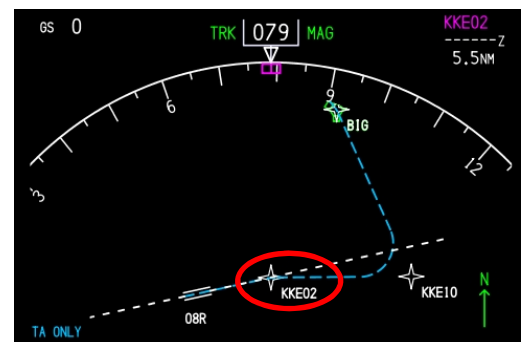 GS 0
TRK 079 MAG
KKE02
------Z
5.5NM
3
6
9
12
BIG
KKE02
KKE10
08R
N
TA ONLY